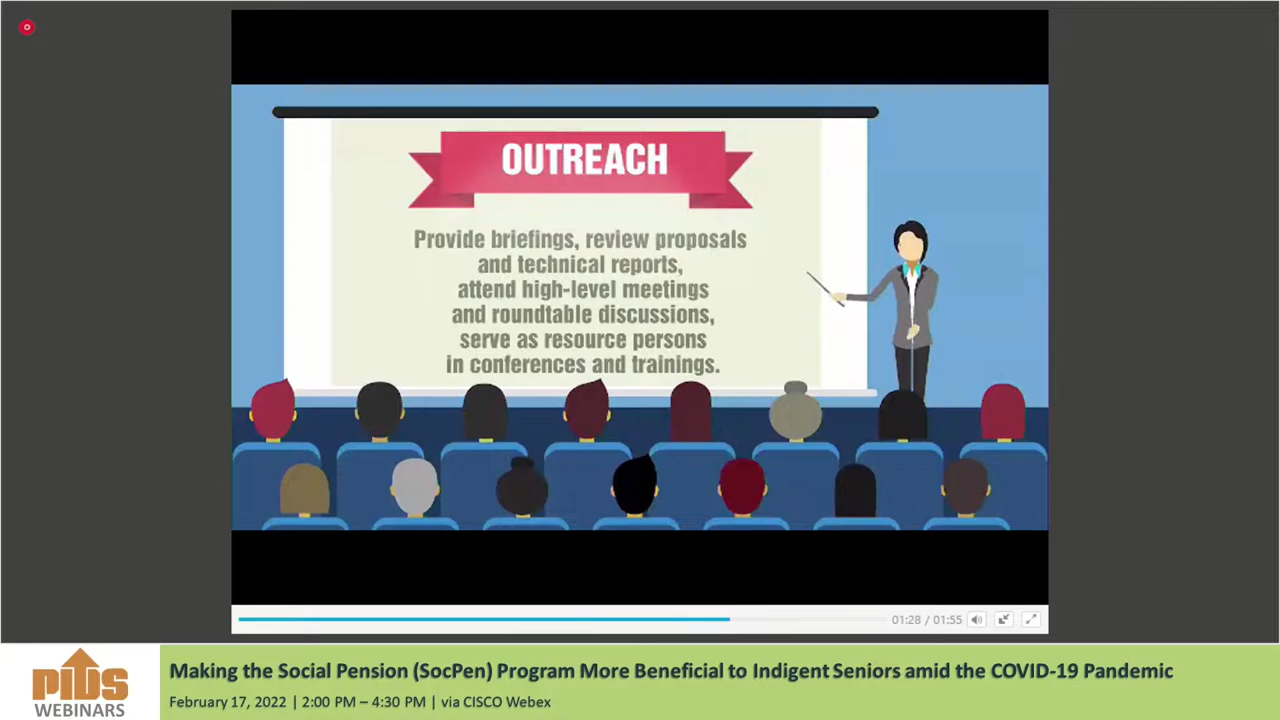 OUTREACH
Provide briefings, review proposals
and technical reports,
attend high-level meetings
and roundtable discussions,
serve as resource persons
in conferences and trainings.
01:28 / 01:55
pids
WEBINARS
Making the Social Pension (SocPen) Program More Beneficial to Indigent Seniors amid the COVID-19 Pandemic
February 17, 2022 | 2:00 PM – 4:30 PM | via CISCO Webex